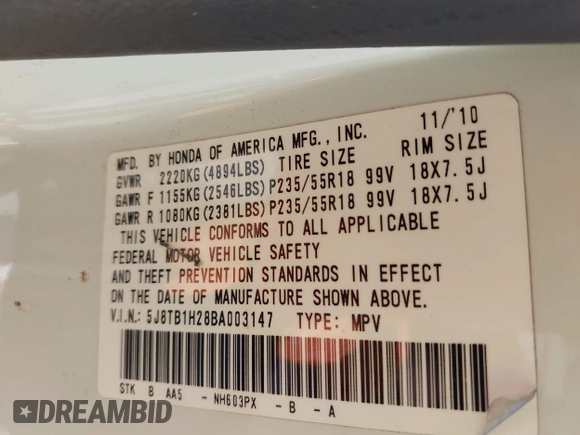 MFD. BY HONDA OF AMERICA MFG., INC. 11/'10
GVWR 2220KG(4894LBS) TIRE SIZE RIM SIZE
GAWR F 1155KG(2546LBS) P235/55R18 99V 18X7.5J
GAWR R 1080KG(2381LBS) P235/55R18 99V 18X7.5J
THIS VEHICLE CONFORMS TO ALL APPLICABLE
FEDERAL MOTOR VEHICLE SAFETY
AND THEFT PREVENTION STANDARDS IN EFFECT
ON THE DATE OF MANUFACTURE SHOWN ABOVE.
V.I.N.: 5J8TB1H28BA003147 TYPE: MPV
STK B AA5 - NH603PX - B - A
DREAMBID